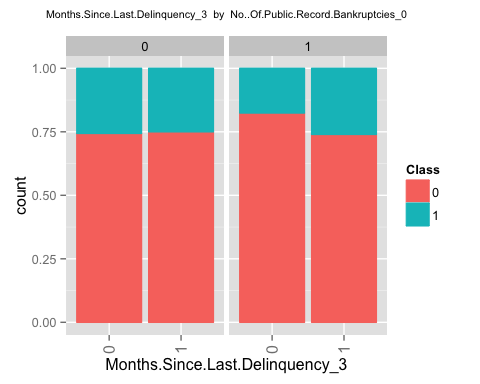 Months.Since.Last.Delinquency_3 by No..Of.Public.Record.Bankruptcies_0
0 1
1.00
0.75
0.50
0.25
0.00
count
0 1 0 1
Months.Since.Last.Delinquency_3
Class
0
1